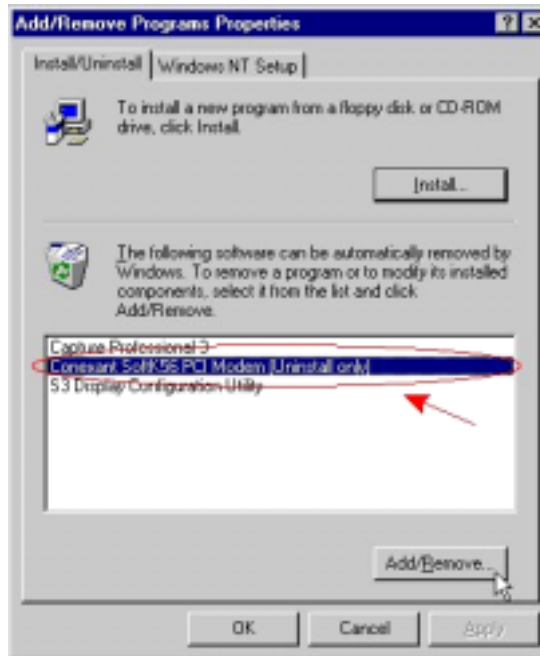 Add/Remove Programs Properties
Install/Uninstall
Windows NT Setup
To install a new program from a floppy disk or CD-ROM
drive, click Install.
Install...
The following software can be automatically removed by
Windows. To remove a program or to modify its installed
components, select it from the list and click
Add/Remove.
Capture Professional 3
Conexant SoftK56 PCI Modem (Uninstall only)
S3 Display Configuration Utility
Add/Remove...
OK
Cancel
Apply